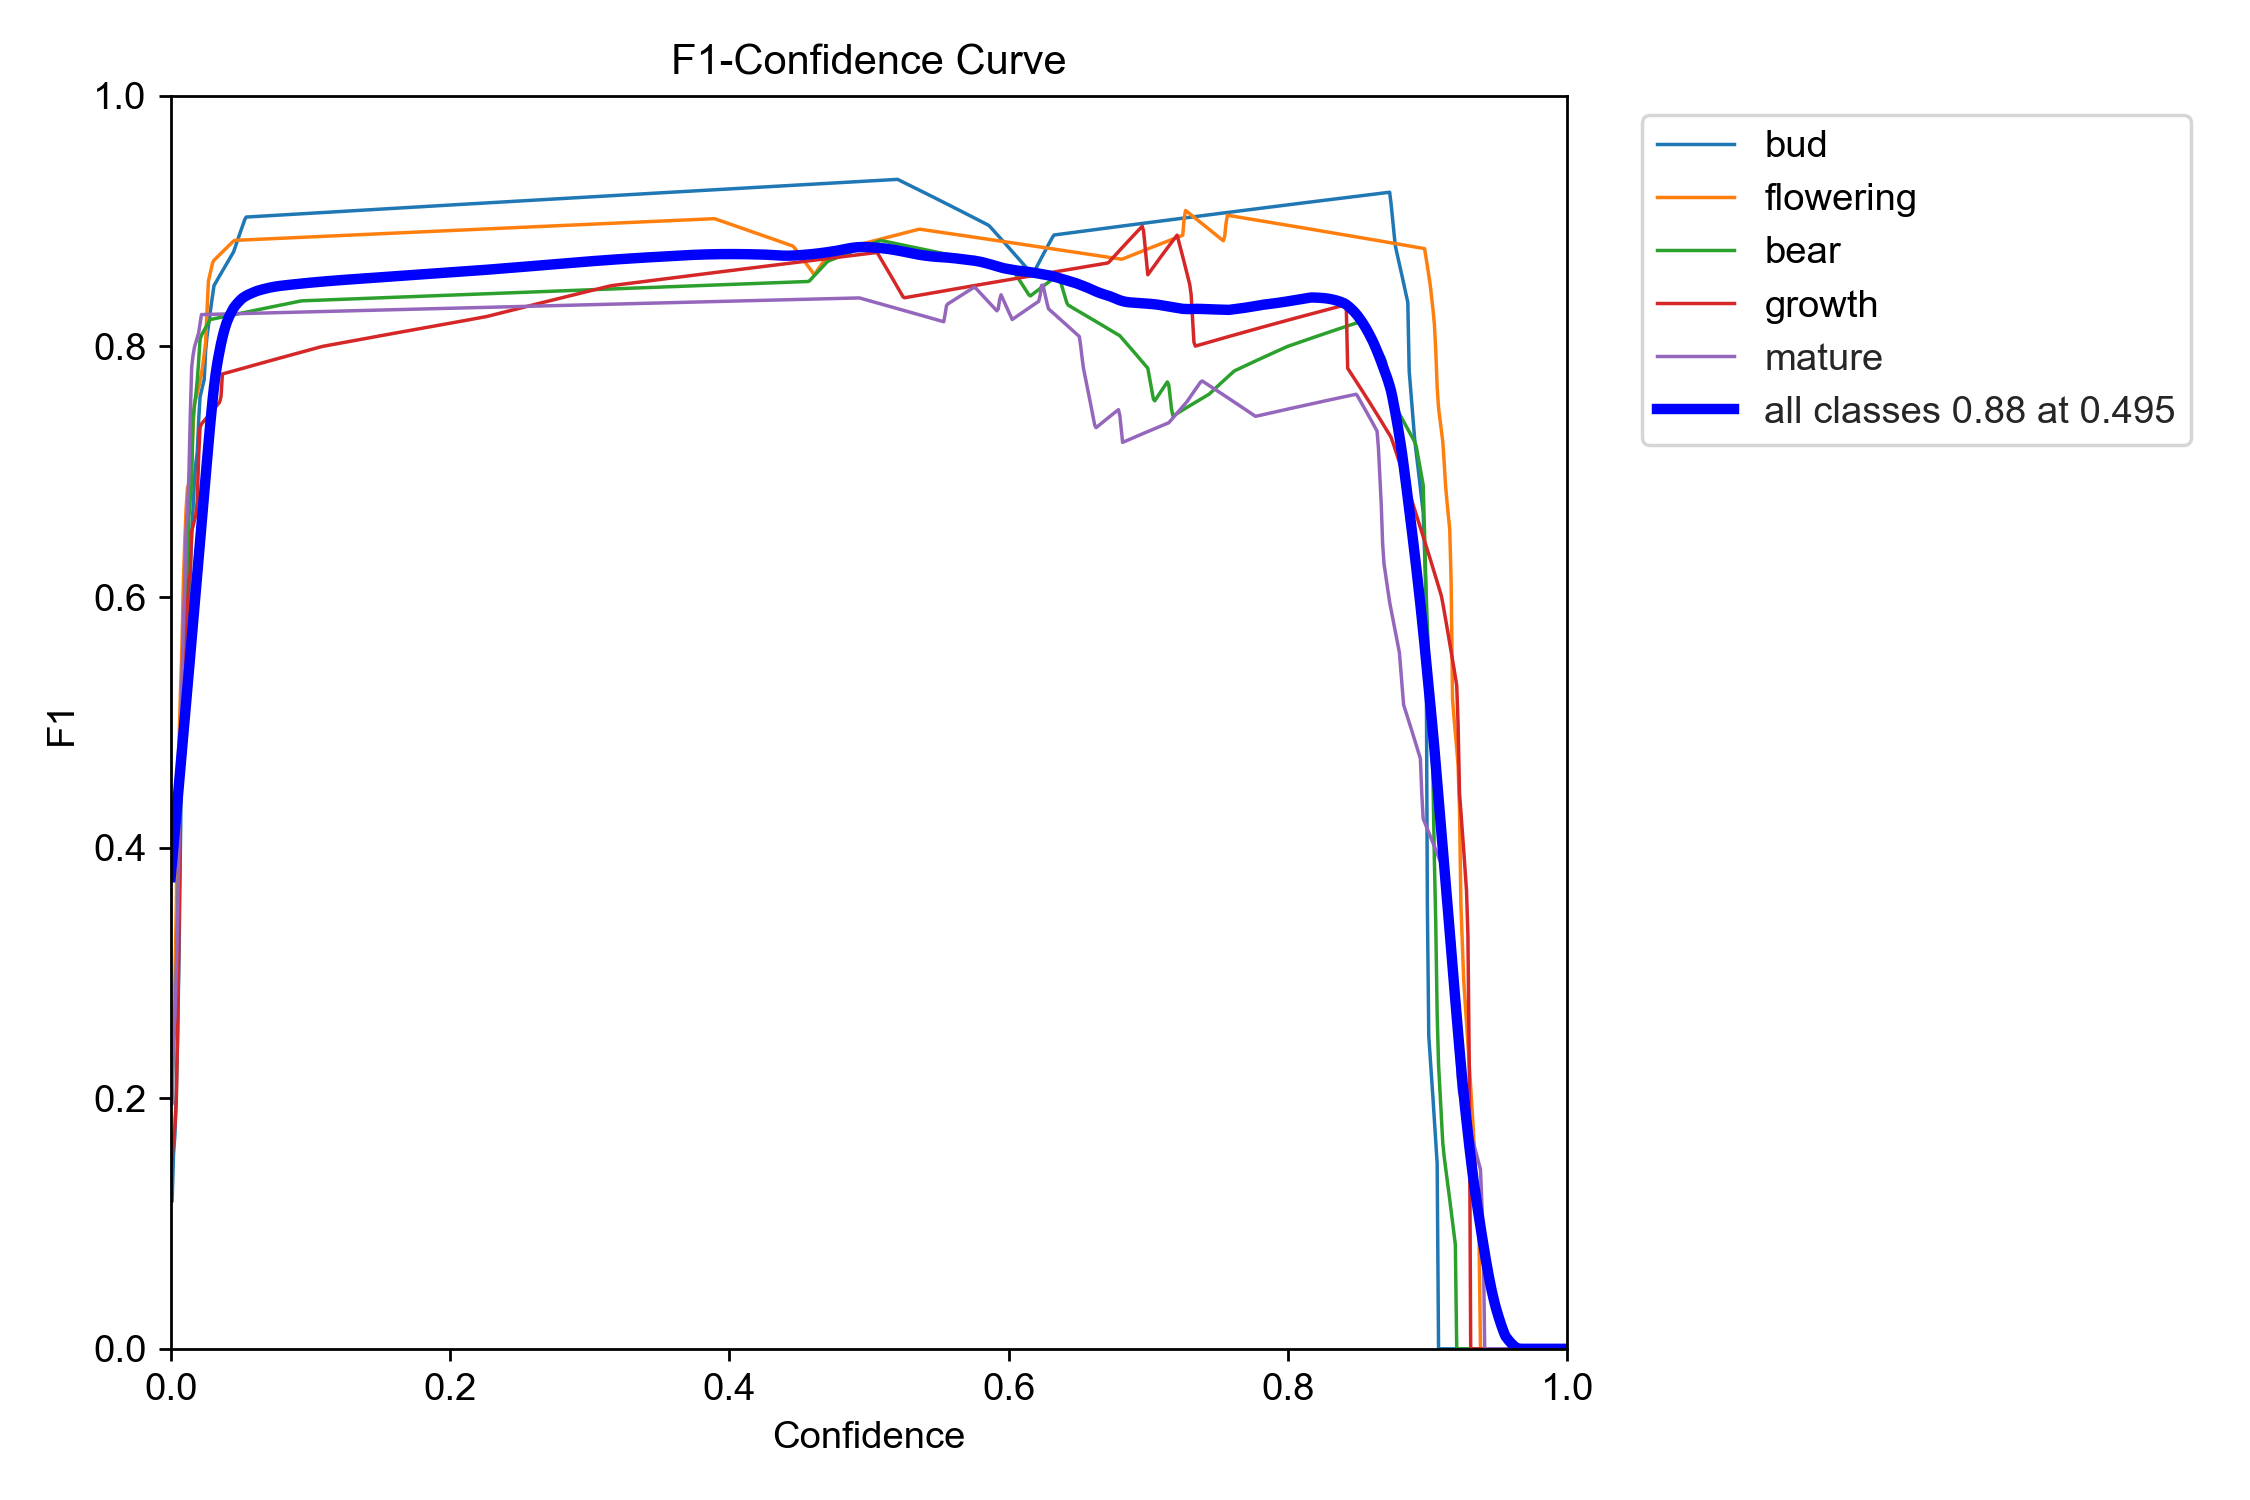 F1-Confidence Curve
1.0
0.8
0.6
0.4
0.2
0.0
F1
0.0 0.2 0.4 0.6 0.8 1.0
Confidence
bud
flowering
bear
growth
mature
all classes 0.88 at 0.495